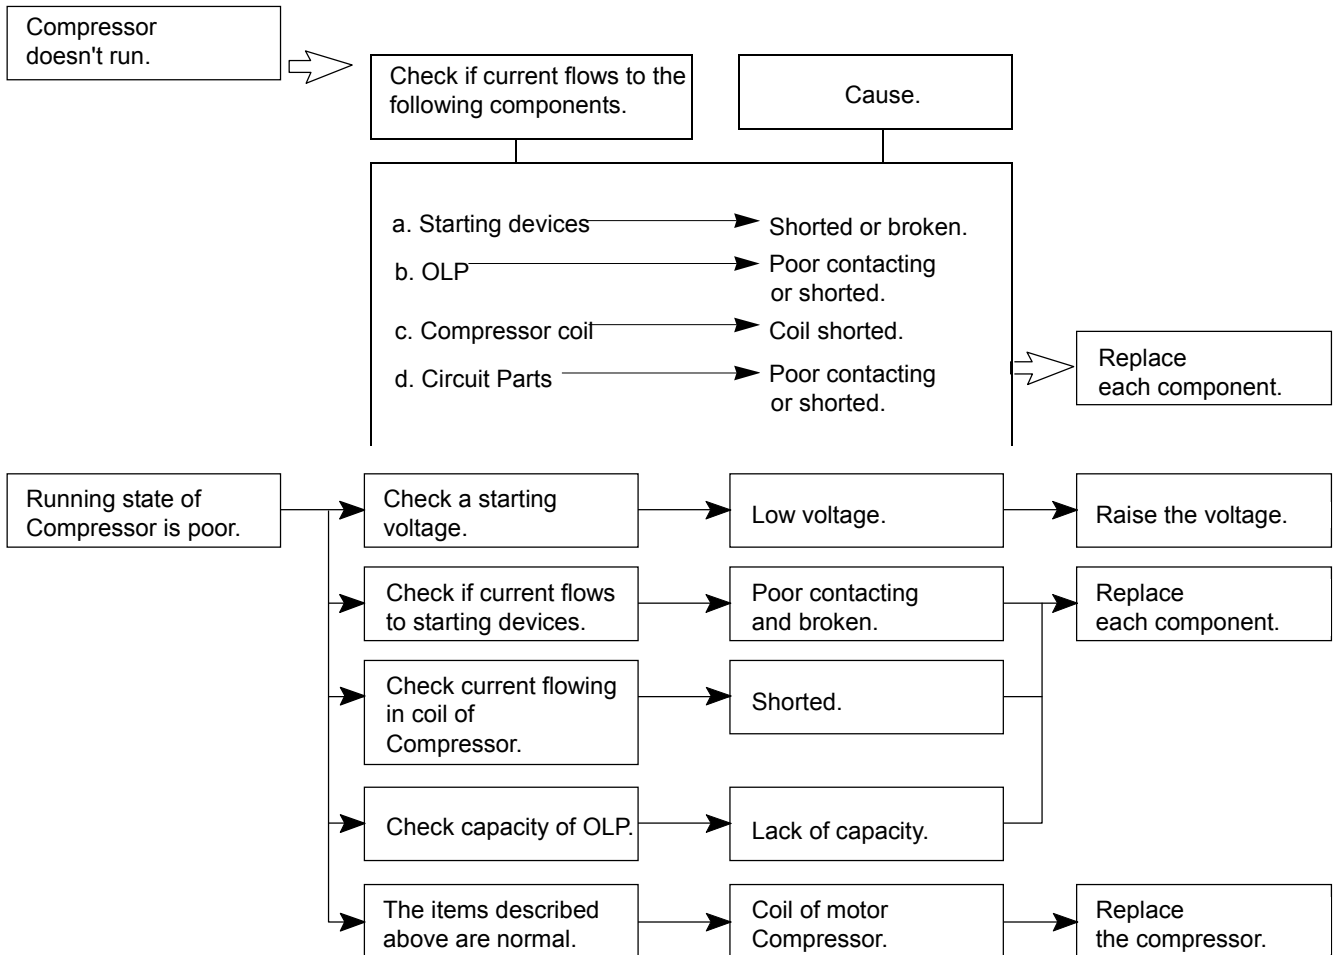 Compressor
doesn't run.
Check if current flows to the
following components.
Cause.
a. Starting devices
Shorted or broken.
b. OLP
Poor contacting
or shorted.
c. Compressor coil
Coil shorted.
d. Circuit Parts
Poor contacting
or shorted.
Replace
each component.
Running state of
Compressor is poor.
Check a starting
voltage.
Low voltage.
Raise the voltage.
Check if current flows
to starting devices.
Poor contacting
and broken.
Replace
each component.
Check current flowing
in coil of
Compressor.
Shorted.
Check capacity of OLP.
Lack of capacity.
The items described
above are normal.
Coil of motor
Compressor.
Replace
the compressor.